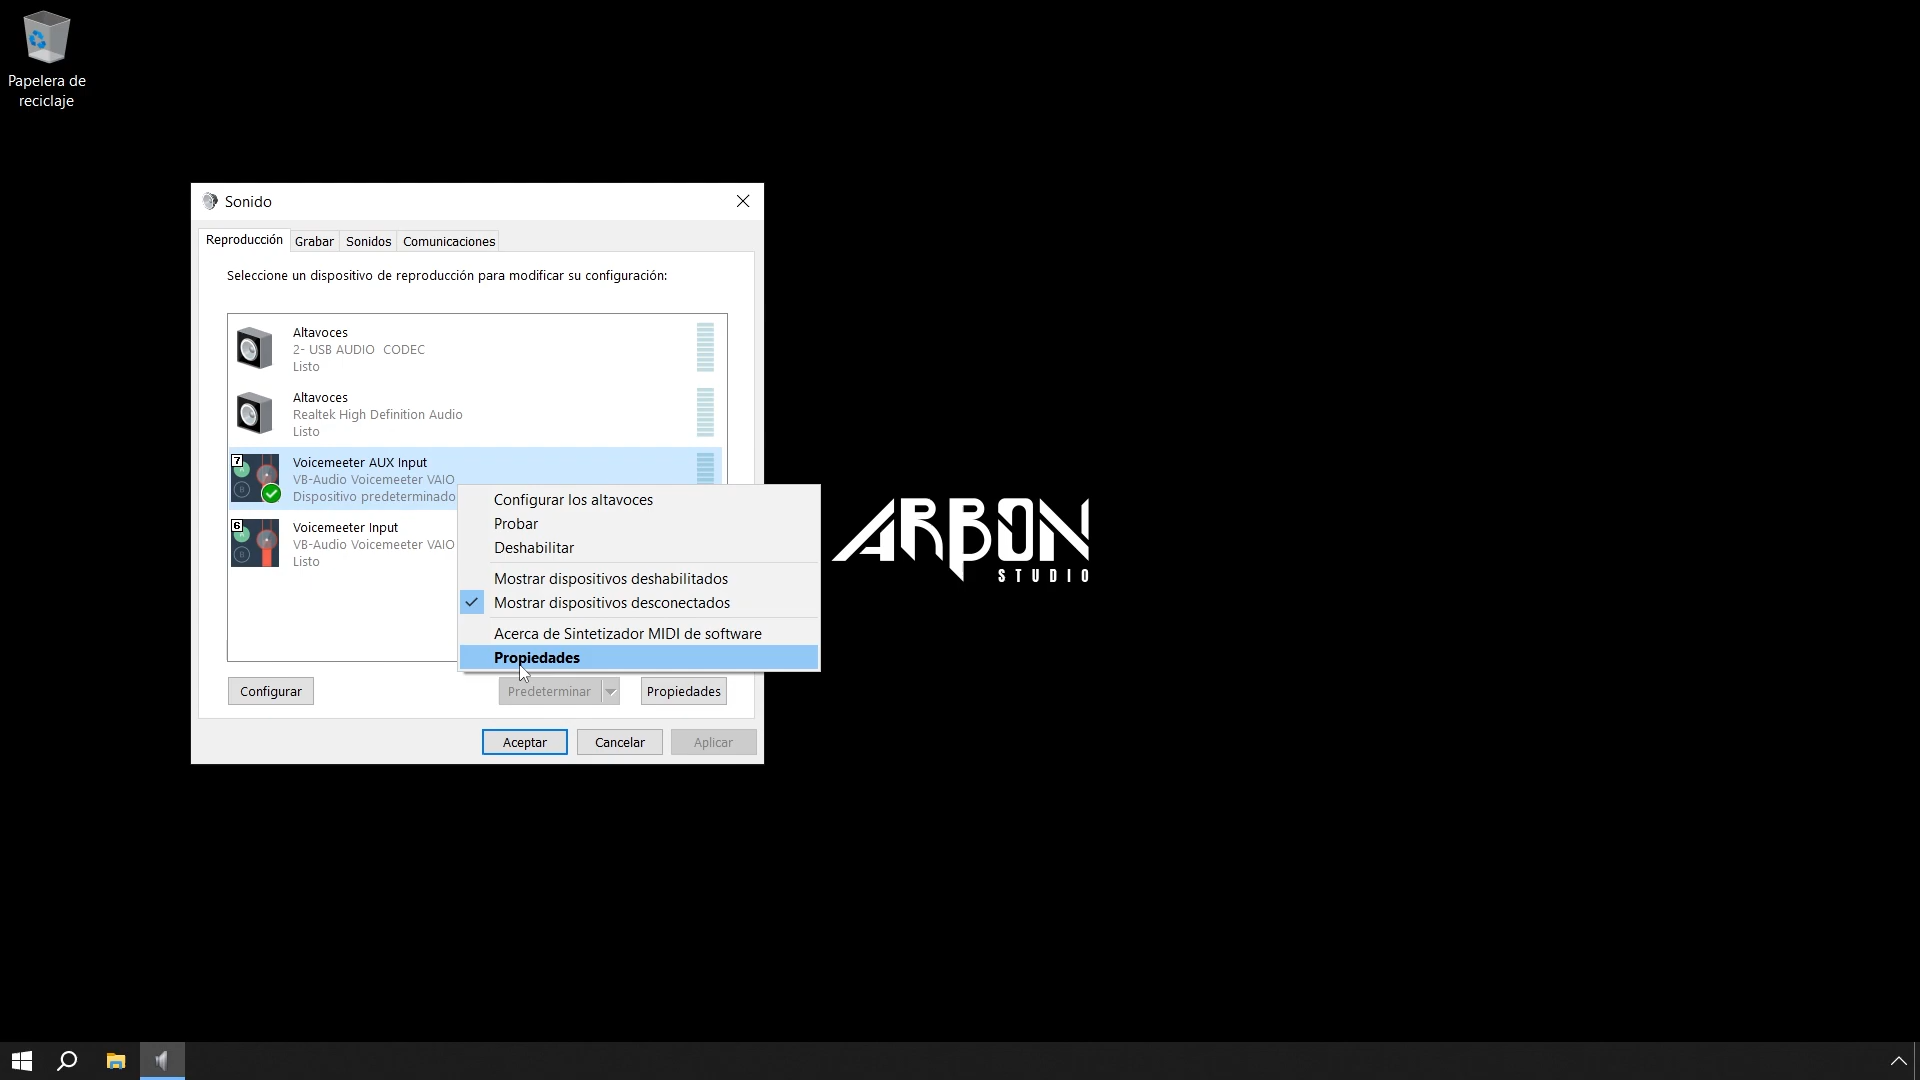 Papelera de
reciclaje
Sonido
Reproducción
Grabar
Sonidos
Comunicaciones
Seleccione un dispositivo de reproducción para modificar su configuración:
Altavoces
2- USB AUDIO  CODEC
Listo
Altavoces
Realtek High Definition Audio
Listo
7
Voicemeeter AUX Input
VB-Audio Voicemeeter VAIO
Dispositivo predeterminado
6
Voicemeeter Input
VB-Audio Voicemeeter VAIO
Listo
Configurar los altavoces
Probar
Deshabilitar
Mostrar dispositivos deshabilitados
Mostrar dispositivos desconectados
Acerca de Sintetizador MIDI de software
Propiedades
Configurar
Predeterminar
Propiedades
Aceptar
Cancelar
Aplicar
ARBON
STUDIO